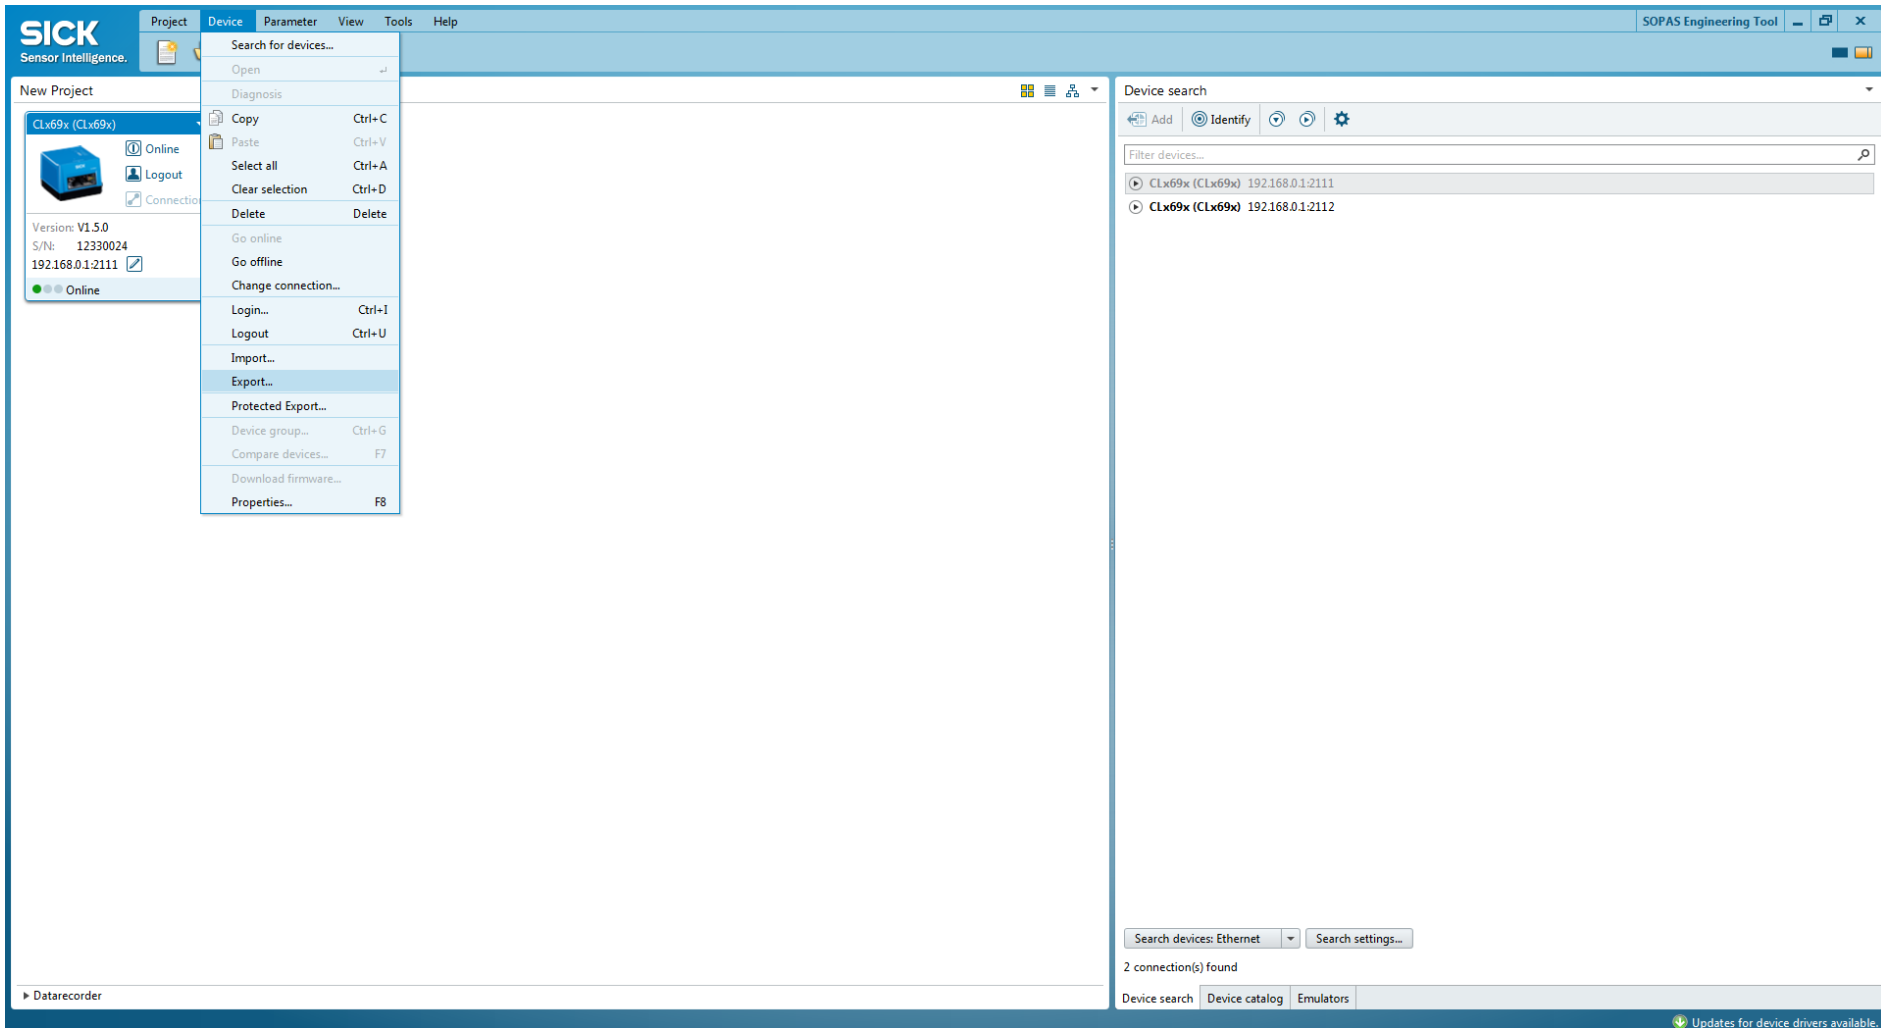 SICK
Sensor Intelligence.
Project Device Parameter View Tools Help
SOPAS Engineering Tool
New Project
CLx69x (CLx69x)
Online
Logout
Connection
Version: V1.5.0
S/N: 12330024
192.168.0.1:2111
Online
Search for devices...
Open
Diagnosis
Copy Ctrl+C
Paste Ctrl+V
Select all Ctrl+A
Clear selection Ctrl+D
Delete Delete
Go online
Go offline
Change connection...
Login... Ctrl+I
Logout Ctrl+U
Import...
Export...
Protected Export...
Device group... Ctrl+G
Compare devices... F7
Download firmware...
Properties... F8
Datarecorder
Device search
Add Identify
Filter devices...
CLx69x (CLx69x) 192.168.0.1:2111
CLx69x (CLx69x) 192.168.0.1:2112
Search devices: Ethernet Search settings...
2 connection(s) found
Device search Device catalog Emulators
Updates for device drivers available.